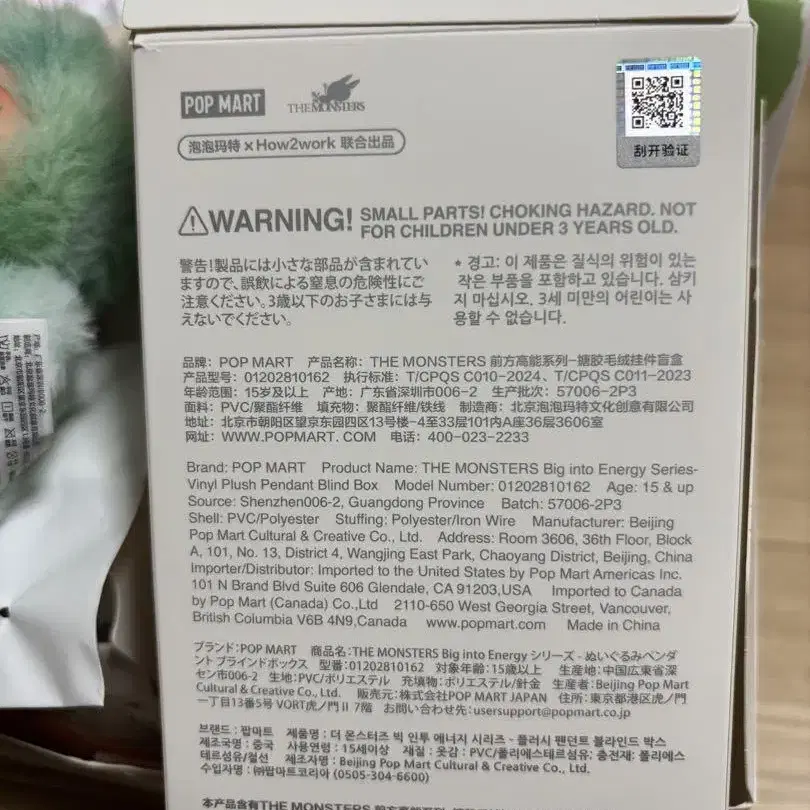 POP MART
THE MONSTERS
泡泡玛特 × How2work 联合出品
刮开验证
⚠WARNING! SMALL PARTS! CHOKING HAZARD. NOT
FOR CHILDREN UNDER 3 YEARS OLD.
警告!製品には小さな部品が含まれてい
ますので、誤飲による窒息の危険性にご
注意ください。3歳以下のお子さまには与
えないでください。
* 경고: 이 제품은 질식의 위험이 있는
작은 부품을 포함하고 있습니다. 삼키
지 마십시오. 3세 미만의 어린이는 사
용할 수 없습니다.
品牌：POP MART 产品名称：THE MONSTERS 前方高能系列-搪胶毛绒挂件盲盒
产品型号：01202810162 执行标准：T/CPQS C010-2024、T/CPQS C011-2023
年龄范围：15岁及以上 产地：广东省深圳市006-2 生产批次：57006-2P3
面料：PVC/聚酯纤维 填充物：聚酯纤维/铁线 制造商：北京泡泡玛特文化创意有限公司
地址：北京市朝阳区望京东园四区13号楼-4至33层101内A座36层3606室
网址：WWW.POPMART.COM 电话：400-023-2233
Brand: POP MART Product Name: THE MONSTERS Big into Energy Series-
Vinyl Plush Pendant Blind Box Model Number: 01202810162 Age: 15 & up
Source: Shenzhen006-2, Guangdong Province Batch: 57006-2P3
Shell: PVC/Polyester Stuffing: Polyester/Iron Wire Manufacturer: Beijing
Pop Mart Cultural & Creative Co., Ltd. Address: Room 3606, 36th Floor, Block
A, 101, No. 13, District 4, Wangjing East Park, Chaoyang District, Beijing, China
Importer/Distributor: Imported to the United States by Pop Mart Americas Inc.
101 N Brand Blvd Suite 606 Glendale, CA 91203,USA Imported to Canada
by Pop Mart (Canada) Co.,Ltd 2110-650 West Georgia Street, Vancouver,
British Columbia V6B 4N9,Canada www.popmart.com Made in China
ブランド：POP MART 商品名：THE MONSTERS Big into Energy シリーズ - ぬいぐるみペンダ
ント ブラインドボックス 型番：01202810162 対象年齢：15歳以上 生産地：中国広東省深
セン市006-2 生地：PVC/ポリエステル 充填物：ポリエステル/針金 生産者：Beijing Pop Mart
Cultural & Creative Co., Ltd. 販売元：株式会社POP MART JAPAN 住所：東京都港区虎ノ門
一丁目13番5号 VORT虎ノ門Ⅱ 7階 お問い合わせ先：usersupport@popmart.co.jp
브랜드 : 팝마트 제품명 : 더 몬스터즈 빅 인투 에너지 시리즈 - 플러시 펜던트 블라인드 박스
제조국명 : 중국 사용연령 : 15세이상 재질 : 옷감 : PVC/폴리에스테르섬유; 충전재: 폴리에스
테르섬유/철선 제조자명 : Beijing Pop Mart Cultural & Creative Co., Ltd.
수입자명 : ㈜팝마트코리아 (0505-304-6600)
本产品含有THE MONSTERS 前方高能系列